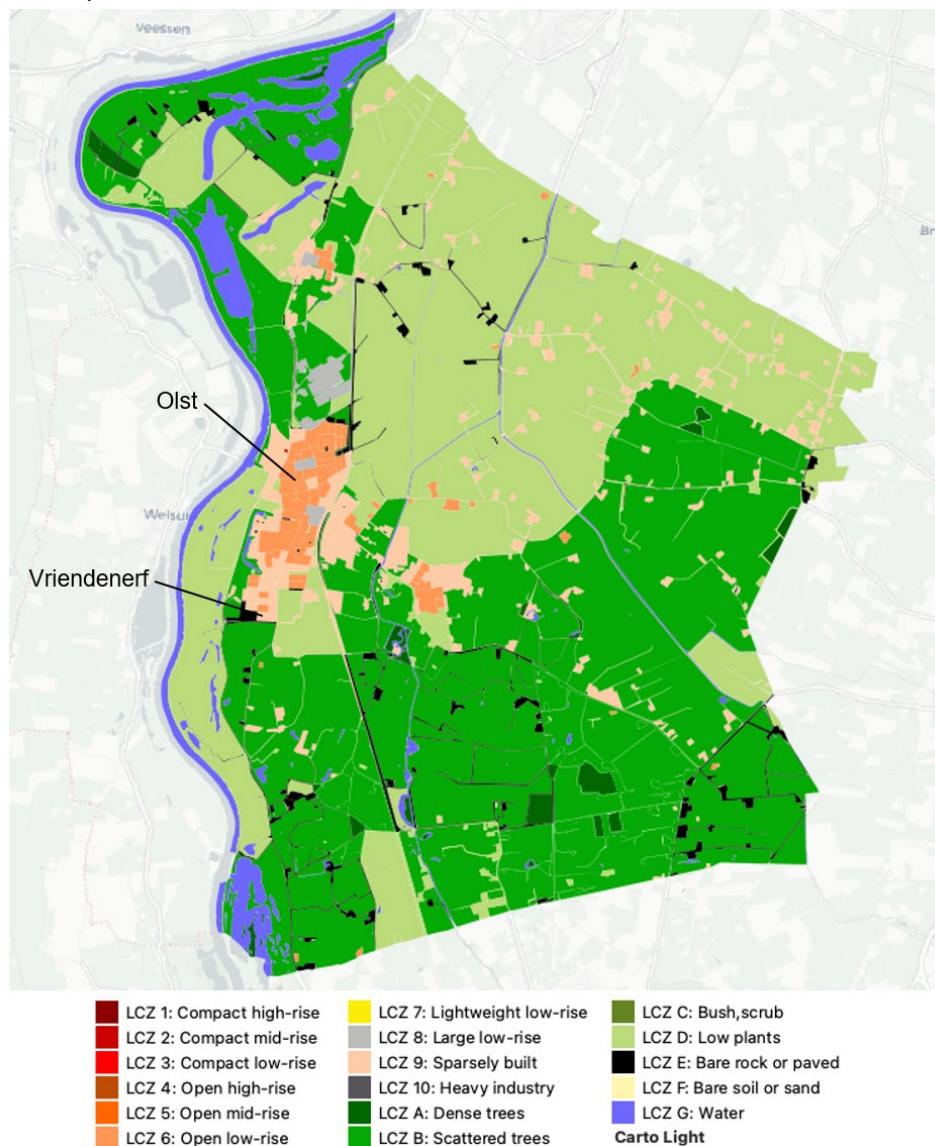 Veessen
Olst
Welsum
Vriendenerf
Br
LCZ 1: Compact high-rise
LCZ 2: Compact mid-rise
LCZ 3: Compact low-rise
LCZ 4: Open high-rise
LCZ 5: Open mid-rise
LCZ 6: Open low-rise
LCZ 7: Lightweight low-rise
LCZ 8: Large low-rise
LCZ 9: Sparsely built
LCZ 10: Heavy industry
LCZ A: Dense trees
LCZ B: Scattered trees
LCZ C: Bush,scrub
LCZ D: Low plants
LCZ E: Bare rock or paved
LCZ F: Bare soil or sand
LCZ G: Water
Carto Light